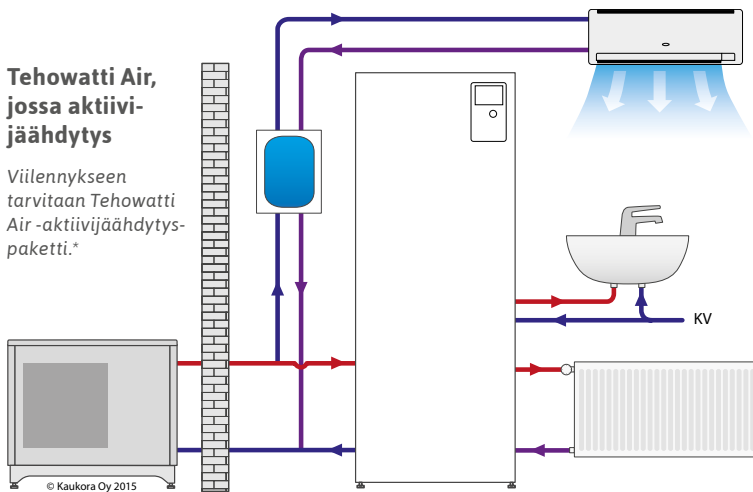 Tehowatti Air,
jossa aktiivi-
jäähdytys
Viilennykseen
tarvitaan Tehowatti
Air -aktiivijäähdytys-
paketti.*
KV
© Kaukora Oy 2015